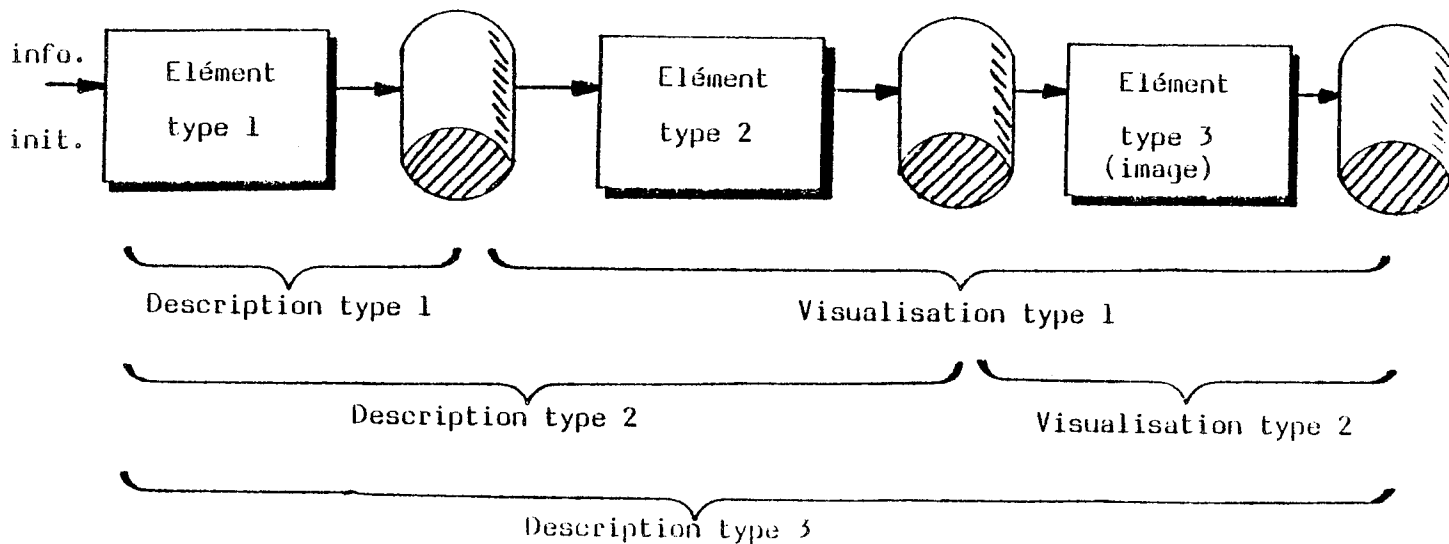 info.
init.
Elément
type 1
Elément
type 2
Elément
type 3
(image)
Description type 1
Visualisation type 1
Description type 2
Visualisation type 2
Description type 3